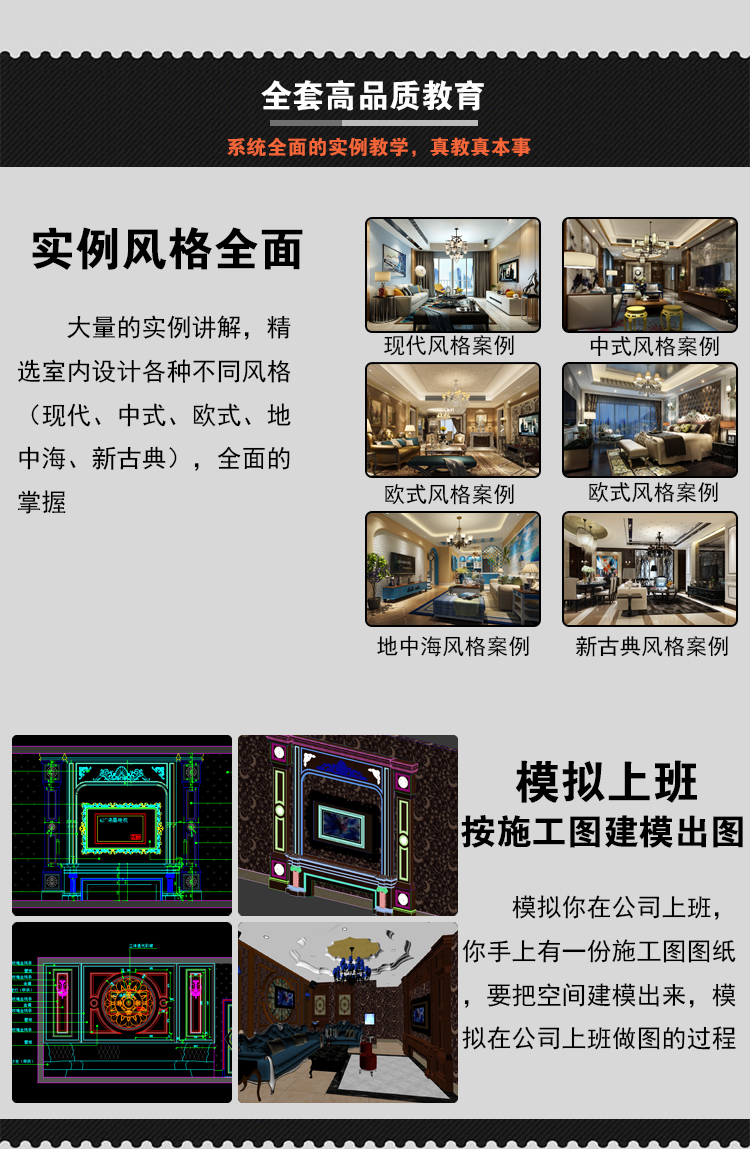 全套高品质教育
系统全面的实例教学，真教真本事
实例风格全面
大量的实例讲解，精
选室内设计各种不同风格
（现代、中式、欧式、地
中海、新古典），全面的
掌握
现代风格案例
中式风格案例
欧式风格案例
欧式风格案例
地中海风格案例
新古典风格案例
模拟上班
按施工图建模出图
模拟你在公司上班，
你手上有一份施工图图纸
，要把空间建模出来，模
拟在公司上班做图的过程